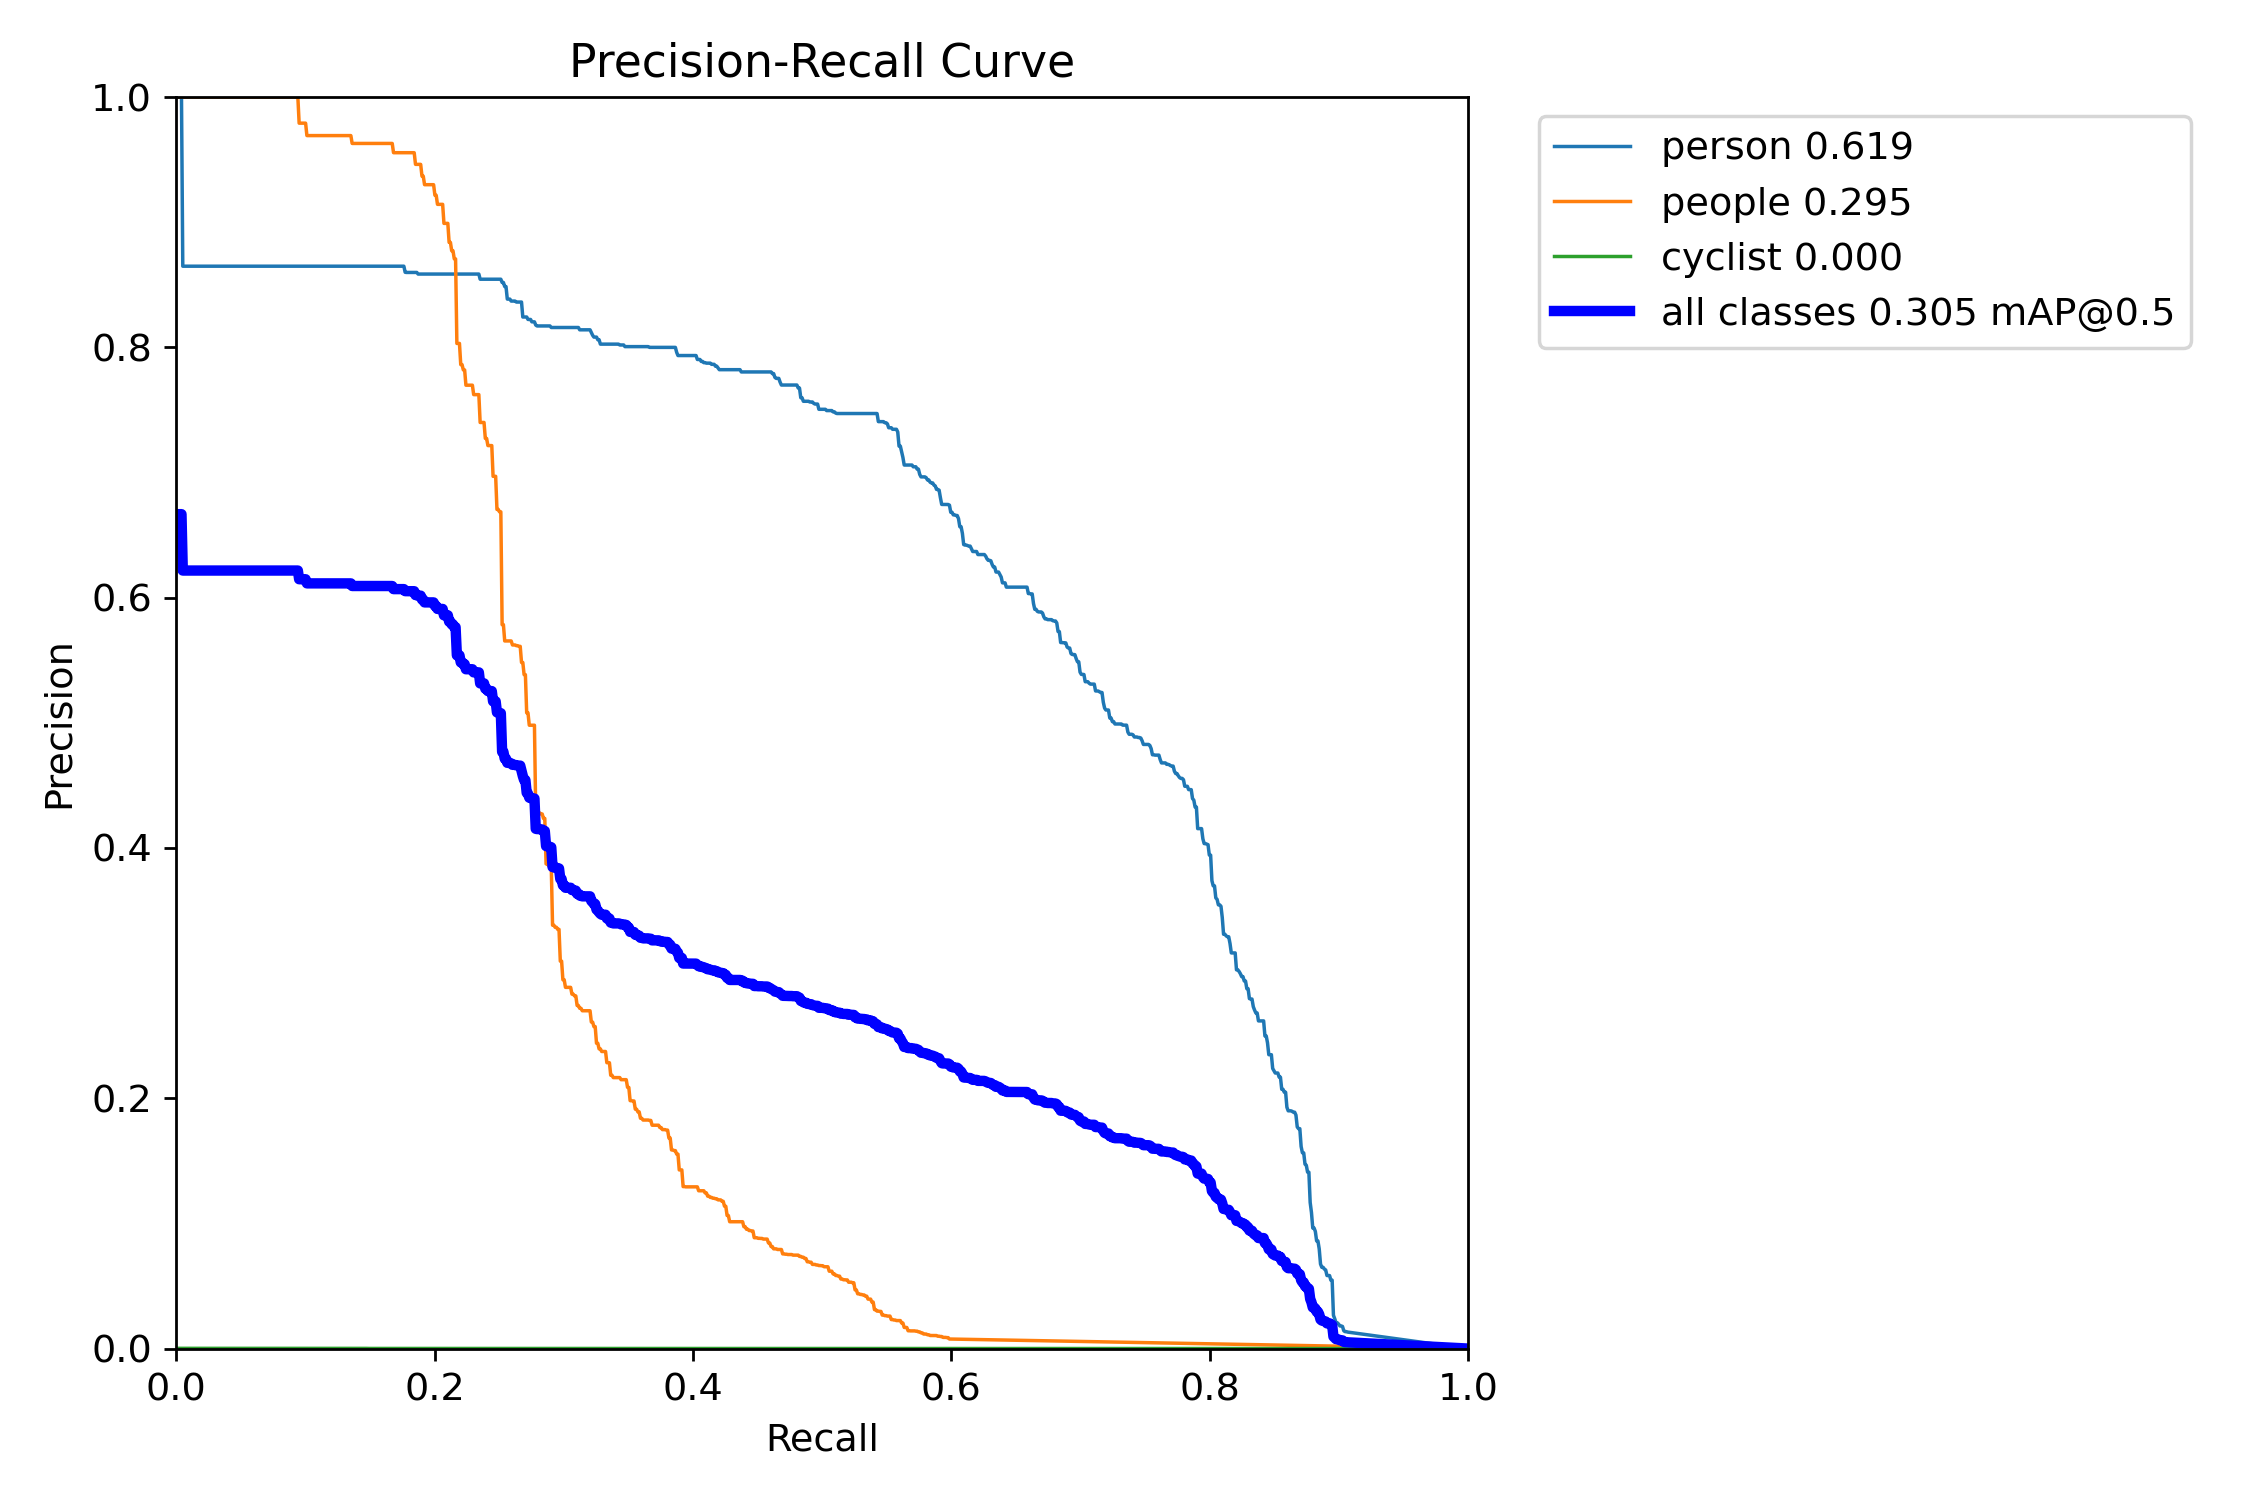 Precision-Recall Curve
1.0
0.8
0.6
0.4
0.2
0.0
Precision
0.0 0.2 0.4 0.6 0.8 1.0
Recall
person 0.619
people 0.295
cyclist 0.000
all classes 0.305 mAP@0.5